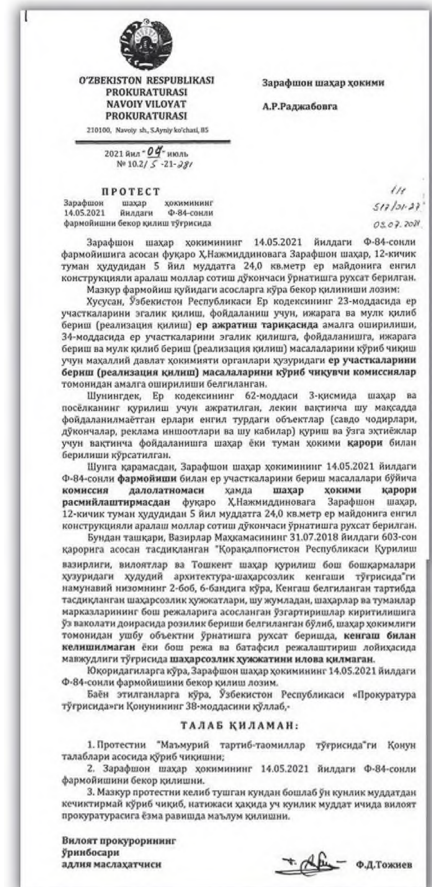 O'ZBEKISTON RESPUBLIKASI
PROKURATURASI
NAVOIY VILOYAT
PROKURATURASI
210100, Navoiy sh., S.Ayniy ko'chasi, 85
Зарафшон шаҳар ҳокими
А.Р.Раджабовга
2021 йил "09" июль
№ 10.2/5 -21-281
1/1
517/21-27
05.07.2021
ПРОТЕСТ
Зарафшон шаҳар ҳокимининг
14.05.2021 йилдаги Ф-84-сонли
фармойишни бекор қилиш тўғрисида
Зарафшон шаҳар ҳокимининг 14.05.2021 йилдаги Ф-84-сонли
фармойишига асосан фуқаро Ҳ.Нажмиддиновага Зарафшон шаҳар, 12-кичик
туман ҳудудидан 5 йил муддатга 24,0 кв.метр ер майдонига енгил
конструкцияли аралаш моллар сотиш дўкончаси ўрнатишга рухсат берилган.
Мазкур фармойиш қуйидаги асосларга кўра бекор қилиниши лозим:
Хусусан, Ўзбекистон Республикаси Ер кодексининг 23-моддасида ер
участкаларини эгалик қилиш, фойдаланиш учун, ижарага ва мулк қилиб
бериш (реализация қилиш) ер ажратиш тариқасида амалга оширилиши,
34-моддасида ер участкаларини эгалик қилишга, фойдаланишга, ижарага
бериш ва мулк қилиб бериш (реализация қилиш) масалаларини кўриб чиқиш
учун маҳаллий давлат ҳокимияти органлари ҳузуридаги ер участкаларини
бериш (реализация қилиш) масалаларини кўриб чиқувчи комиссиялар
томонидан амалга оширилиши белгиланган.
Шунингдек, Ер кодексининг 62-моддаси 3-қисмида шаҳар ва
посёлканинг қурилиш учун ажратилган, лекин вақтинча шу мақсадда
фойдаланилмаётган ерлари енгил турдаги объектлар (савдо чодирлари,
дўкончалар, реклама иншоотлари ва шу кабилар) қуриш ва ўзга эҳтиёжлар
учун вақтинча фойдаланишга шаҳар ёки туман ҳокими қарори билан
берилиши кўрсатилган.
Шунга қарамасдан, Зарафшон шаҳар ҳокимининг 14.05.2021 йилдаги
Ф-84-сонли фармойиши билан ер участкаларини бериш масалалари бўйича
комиссия далолатномаси ҳамда шаҳар ҳокими қарори
расмийлаштирмасдан фуқаро Ҳ.Нажмиддиновага Зарафшон шаҳар,
12-кичик туман ҳудудидан 5 йил муддатга 24,0 кв.метр ер майдонига енгил
конструкцияли аралаш моллар сотиш дўкончаси ўрнатишга рухсат берилган.
Бундан ташқари, Вазирлар Маҳкамасининг 31.07.2018 йилдаги 603-сон
қарорига асосан тасдиқланган "Қорақалпоғистон Республикаси Қурилиш
вазирлиги, вилоятлар ва Тошкент шаҳар қурилиш бош бошқармалари
ҳузуридаги ҳудудий архитектура-шаҳарсозлик кенгаши тўғрисида"ги
намунавий низомининг 2-боб, 6-бандига кўра, Кенгаш белгиланган тартибда
тасдиқланган шаҳарсозлик ҳужжатлари, шу жумладан, шаҳарлар ва туманлар
марказларининг бош режаларига асосланган ўзгартиришлар киритилишига
ўз ваколати доирасида розилик бериши белгиланган бўлиб, шаҳар ҳокимлиги
томонидан ушбу объектни ўрнатишга рухсат беришда, кенгаш билан
келишилмаган ёки бош режа ва батафсил режалаштириш лойиҳасида
мавжудлиги тўғрисида шаҳарсозлик ҳужжатини илова қилмаган.
Юқоридагиларга кўра, Зарафшон шаҳар ҳокимининг 14.05.2021 йилдаги
Ф-84-сонли фармойишини бекор қилиш лозим.
Баён этилганларга кўра, Ўзбекистон Республикаси «Прокуратура
тўғрисида»ги Қонунининг 38-моддасини қўллаб,-
ТАЛАБ ҚИЛАМАН:
1. Протестни "Маъмурий тартиб-таомиллар тўғрисида"ги Қонун
талаблари асосида кўриб чиқишни;
2. Зарафшон шаҳар ҳокимининг 14.05.2021 йилдаги Ф-84-сонли
фармойишини бекор қилишни.
3. Мазкур протестни келиб тушган кундан бошлаб ўн кунлик муддатдан
кечиктирмай кўриб чиқиб, натижаси ҳақида уч кунлик муддат ичида вилоят
прокуратурасига ёзма равишда маълум қилишни.
Вилоят прокурорининг
ўринбосари
адлия маслаҳатчиси
Ф.Д.Тожиев